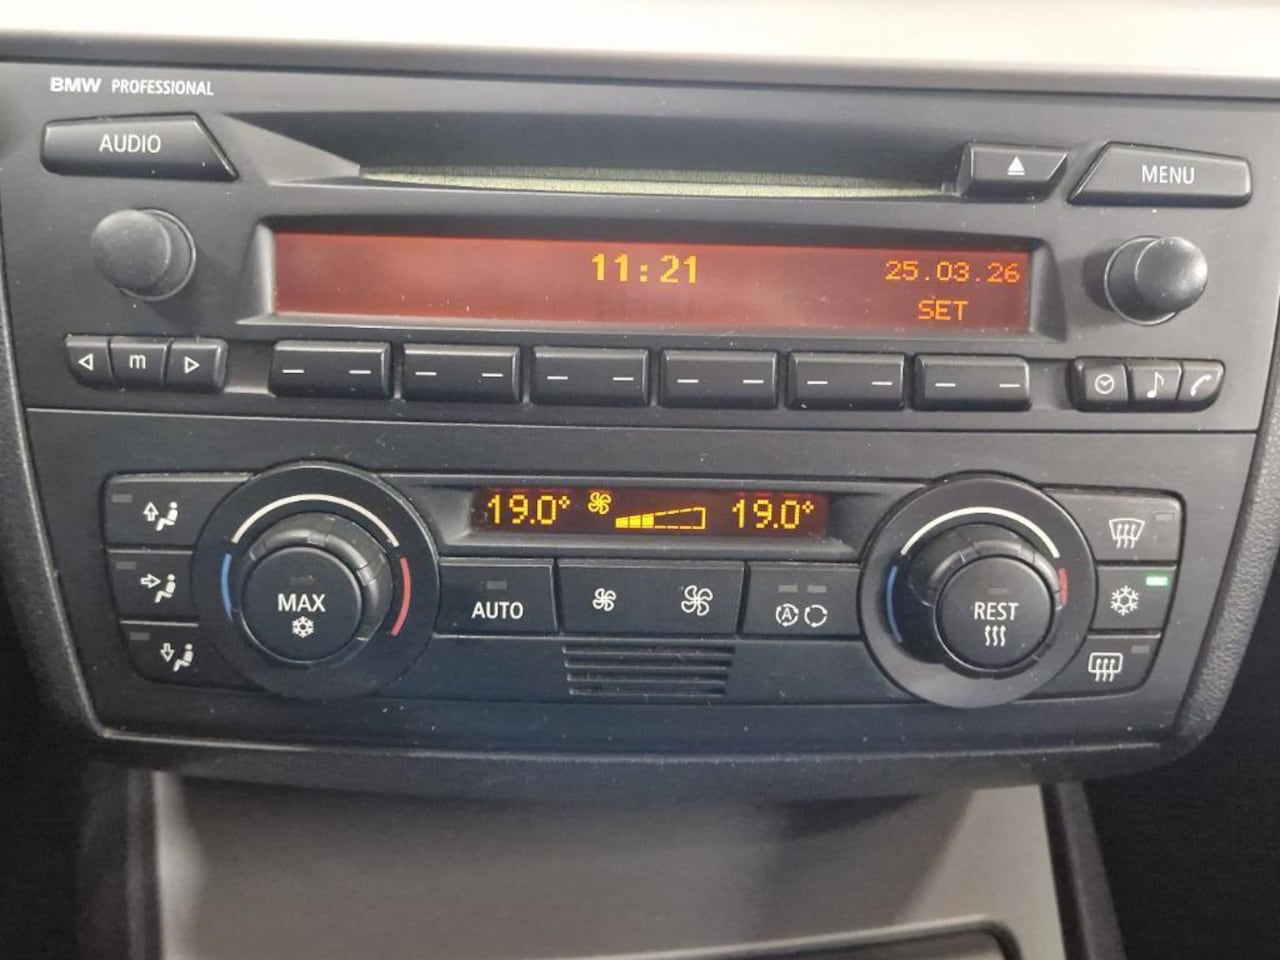 BMW PROFESSIONAL
AUDIO
MENU
11:21
25.03.26
SET
m
19.0°
19.0°
MAX
AUTO
A
REST